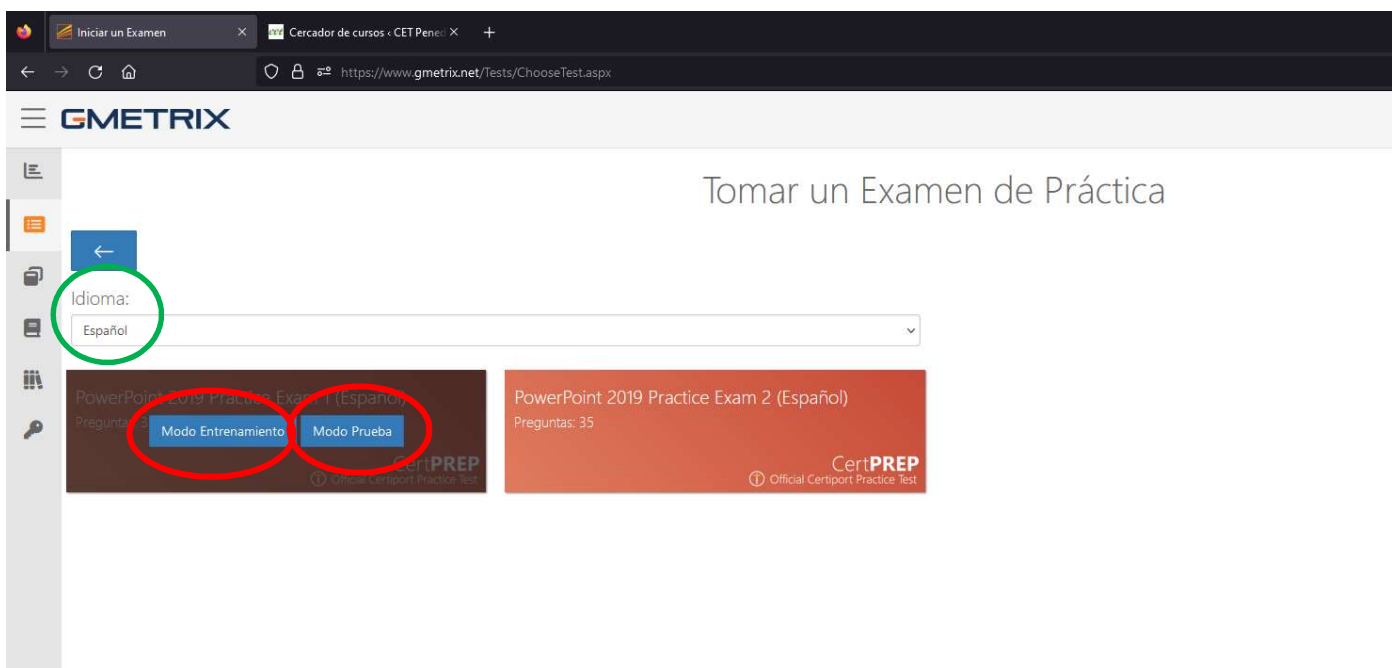 Iniciar un Examen
Cercador de cursos ‹ CET Pened
https://www.gmetrix.net/Tests/ChooseTest.aspx
GMETRIX
Tomar un Examen de Práctica
Idioma:
Español
PowerPoint 2019 Practice Exam 1 (Español)
Preguntas: 3
Modo Entrenamiento
Modo Prueba
CertPREP
Official Certiport Practice Test
PowerPoint 2019 Practice Exam 2 (Español)
Preguntas: 35
CertPREP
Official Certiport Practice Test